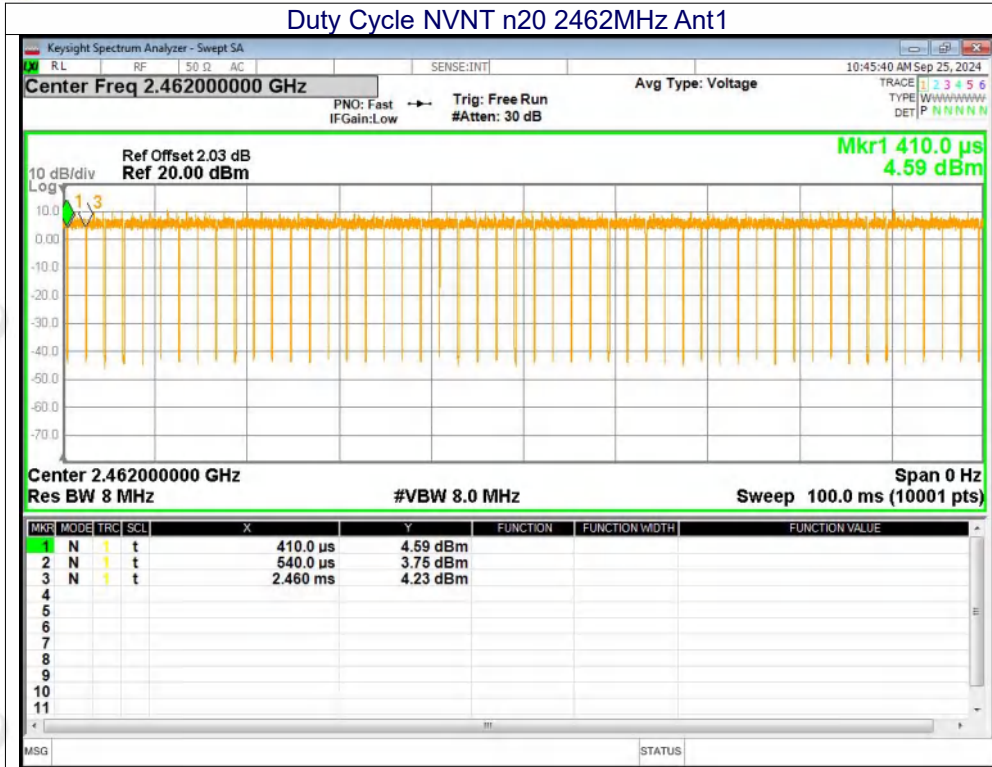 Duty Cycle NVNT n20 2462MHz Ant1
Keysight Spectrum Analyzer - Swept SA
RL RF 50 Ω AC SENSE:INT 10:45:40 AM Sep 25, 2024
Center Freq 2.462000000 GHz Avg Type: Voltage TRACE 1 2 3 4 5 6
PNO: Fast Trig: Free Run TYPE WWWWWWW
IFGain:Low #Atten: 30 dB DET P N N N N N
Ref Offset 2.03 dB Mkr1 410.0 µs
10 dB/div Ref 20.00 dBm 4.59 dBm
Log
1 3
10.0
0.00
-10.0
-20.0
-30.0
-40.0
-50.0
-60.0
-70.0
Center 2.462000000 GHz Span 0 Hz
Res BW 8 MHz #VBW 8.0 MHz Sweep 100.0 ms (10001 pts)
MKR MODE TRC SCL X Y FUNCTION FUNCTION WIDTH FUNCTION VALUE
1 N 1 t 410.0 µs 4.59 dBm
2 N 1 t 540.0 µs 3.75 dBm
3 N 1 t 2.460 ms 4.23 dBm
4
5
6
7
8
9
10
11
MSG STATUS